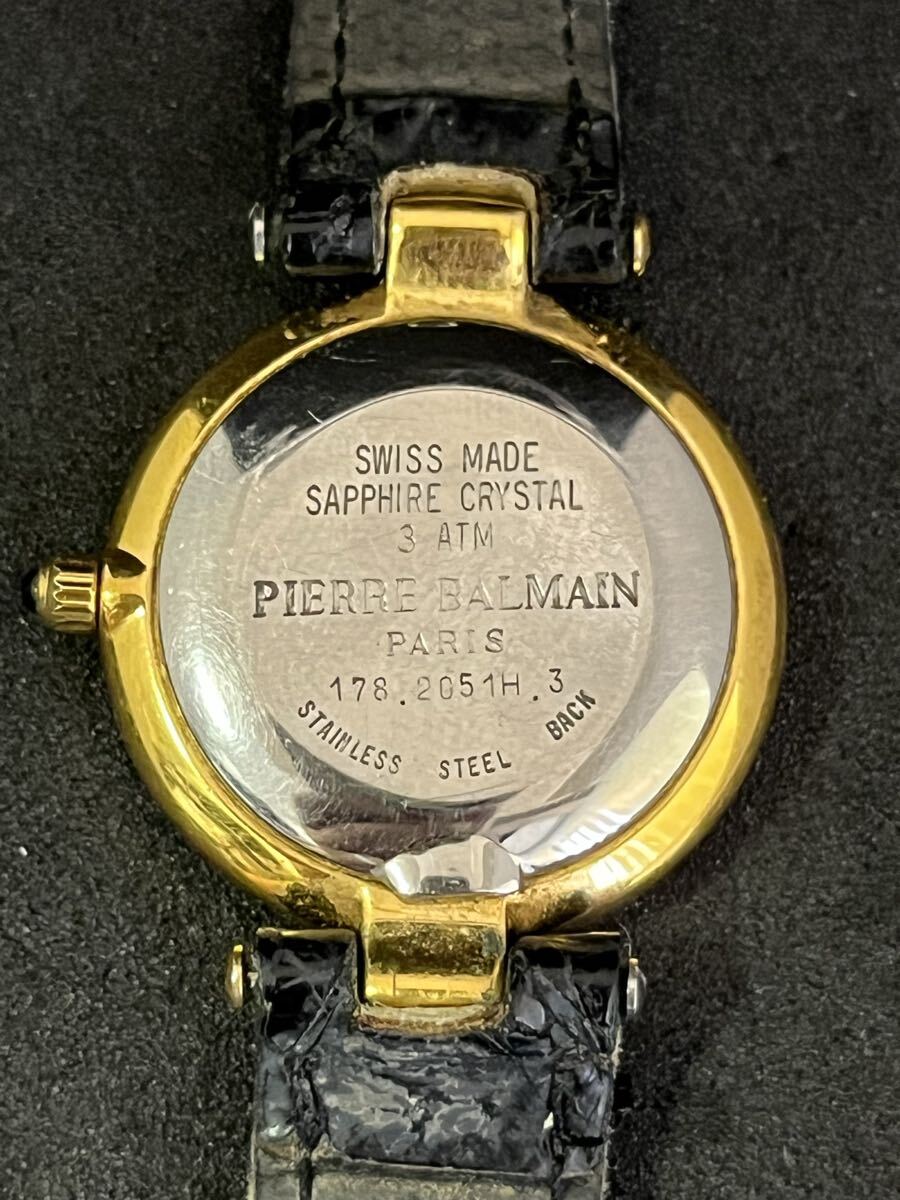 SWISS MADE
SAPPHIRE CRYSTAL
3 ATM
PIERRE BALMAIN
PARIS
178.2051H.3
STAINLESS STEEL BACK